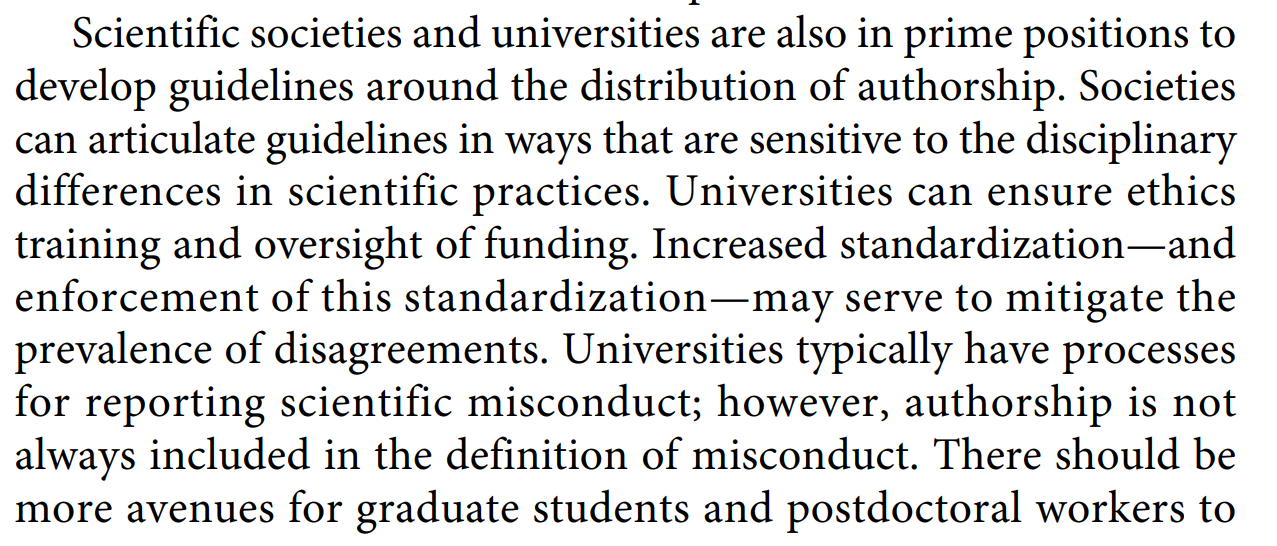 Scientific societies and universities are also in prime positions to
develop guidelines around the distribution of authorship. Societies
can articulate guidelines in ways that are sensitive to the disciplinary
differences in scientific practices. Universities can ensure ethics
training and oversight of funding. Increased standardization—and
enforcement of this standardization—may serve to mitigate the
prevalence of disagreements. Universities typically have processes
for reporting scientific misconduct; however, authorship is not
always included in the definition of misconduct. There should be
more avenues for graduate students and postdoctoral workers to